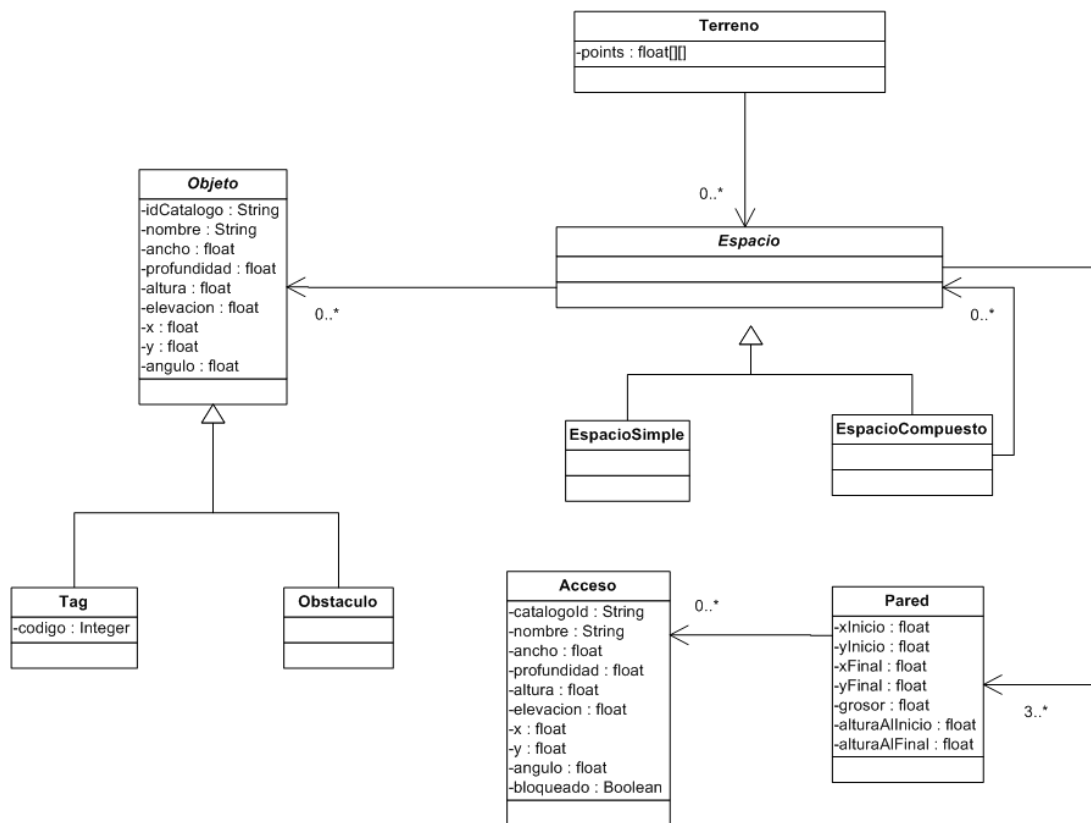 Terreno
-points : float[][]
0..*
Objeto
-idCatalogo : String
-nombre : String
-ancho : float
-profundidad : float
-altura : float
-elevacion : float
-x : float
-y : float
-angulo : float
0..*
Espacio
0..*
EspacioSimple
EspacioCompuesto
Tag
-codigo : Integer
Obstaculo
Acceso
-catalogoId : String
-nombre : String
-ancho : float
-profundidad : float
-altura : float
-elevacion : float
-x : float
-y : float
-angulo : float
-bloqueado : Boolean
0..*
Pared
-xInicio : float
-yInicio : float
-xFinal : float
-yFinal : float
-grosor : float
-alturaAlInicio : float
-alturaAlFinal : float
3..*